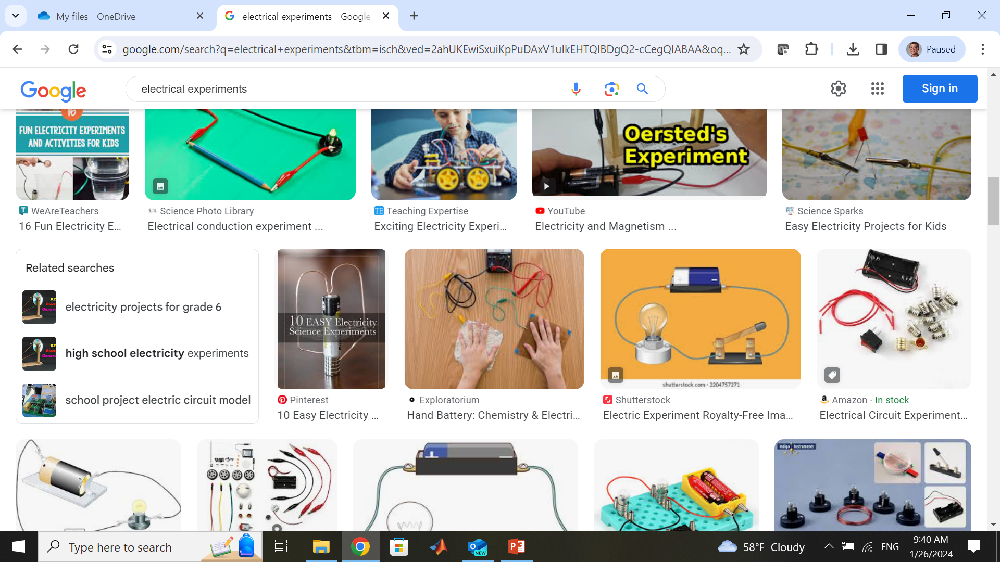 My files - OneDrive
electrical experiments - Google
google.com/search?q=electrical+experiments&tbm=isch&ved=2ahUKEwiSxuiKpPuDAxV1uIkEHTQIBDgQ2-cCegQIABAA&oq...
Paused
Google
electrical experiments
Sign in
16
FUN ELECTRICITY EXPERIMENTS
AND ACTIVITIES FOR KIDS
Oersted's
Experiment
WeAreTeachers
16 Fun Electricity E...
Science Photo Library
Electrical conduction experiment ...
TE Teaching Expertise
Exciting Electricity Experi...
YouTube
Electricity and Magnetism ...
Science Sparks
Easy Electricity Projects for Kids
Related searches
electricity projects for grade 6
high school electricity experiments
school project electric circuit model
10 EASY Electricity
Science Experiments
Pinterest
10 Easy Electricity ...
Exploratorium
Hand Battery: Chemistry & Electri...
shutterstock.com · 2204757271
Shutterstock
Electric Experiment Royalty-Free Ima...
Amazon · In stock
Electrical Circuit Experiment...
Indigo Instruments
Type here to search
NEW
58°F Cloudy
ENG
9:40 AM
1/26/2024